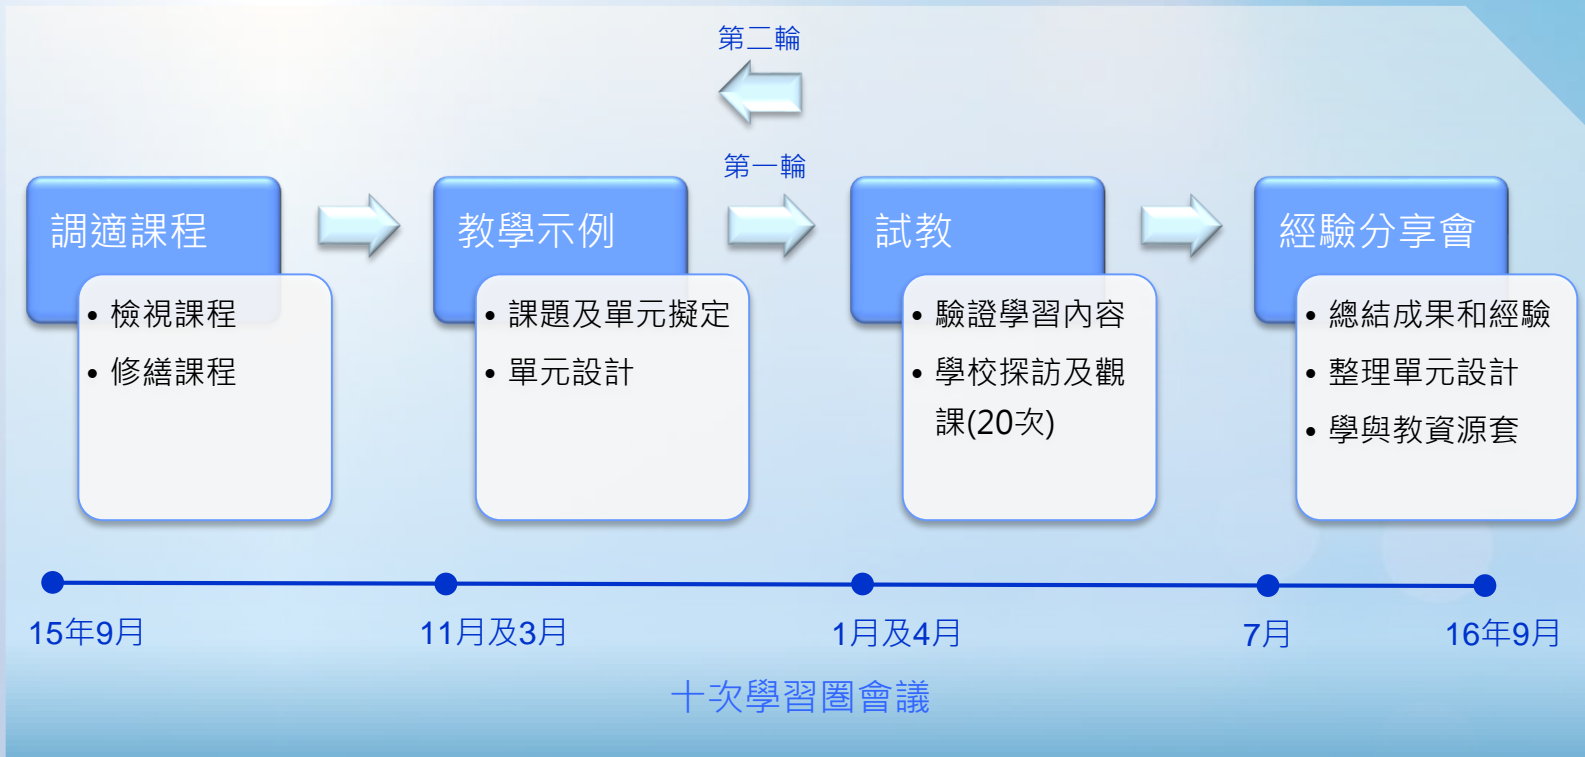 第二輪
第一輪
調適課程
• 檢視課程
• 修繕課程
教學示例
• 課題及單元擬定
• 單元設計
試教
• 驗證學習內容
• 學校探訪及觀
課(20次)
經驗分享會
• 總結成果和經驗
• 整理單元設計
• 學與教資源套
15年9月
11月及3月
1月及4月
7月
16年9月
十次學習圈會議